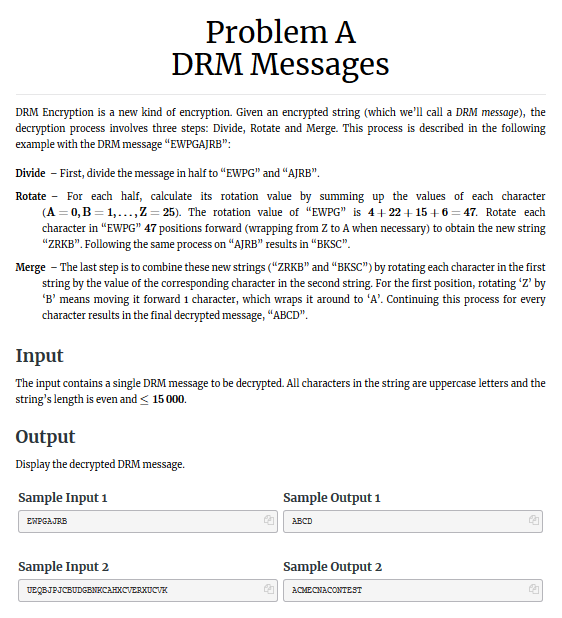 Problem A
DRM Messages
DRM Encryption is a new kind of encryption. Given an encrypted string (which we'll call a DRM message), the
decryption process involves three steps: Divide, Rotate and Merge. This process is described in the following
example with the DRM message “EWPGAJRB”:
Divide – First, divide the message in half to “EWPG” and “AJRB”.
Rotate – For each half, calculate its rotation value by summing up the values of each character
(A = 0, B = 1, . . . , Z = 25). The rotation value of “EWPG” is 4 + 22 + 15 + 6 = 47. Rotate each
character in “EWPG” 47 positions forward (wrapping from Z to A when necessary) to obtain the new string
“ZRKB”. Following the same process on “AJRB” results in “BKSC”.
Merge – The last step is to combine these new strings (“ZRKB” and “BKSC”) by rotating each character in the first
string by the value of the corresponding character in the second string. For the first position, rotating ‘Z’ by
‘B’ means moving it forward 1 character, which wraps it around to ‘A’. Continuing this process for every
character results in the final decrypted message, “ABCD”.
Input
The input contains a single DRM message to be decrypted. All characters in the string are uppercase letters and the
string's length is even and ≤ 15 000.
Output
Display the decrypted DRM message.
Sample Input 1 Sample Output 1
EWPGAJRB ABCD
Sample Input 2 Sample Output 2
UEQBJPJCBUDGBNKCAHXCVERXUCVK ACMECNACONTEST